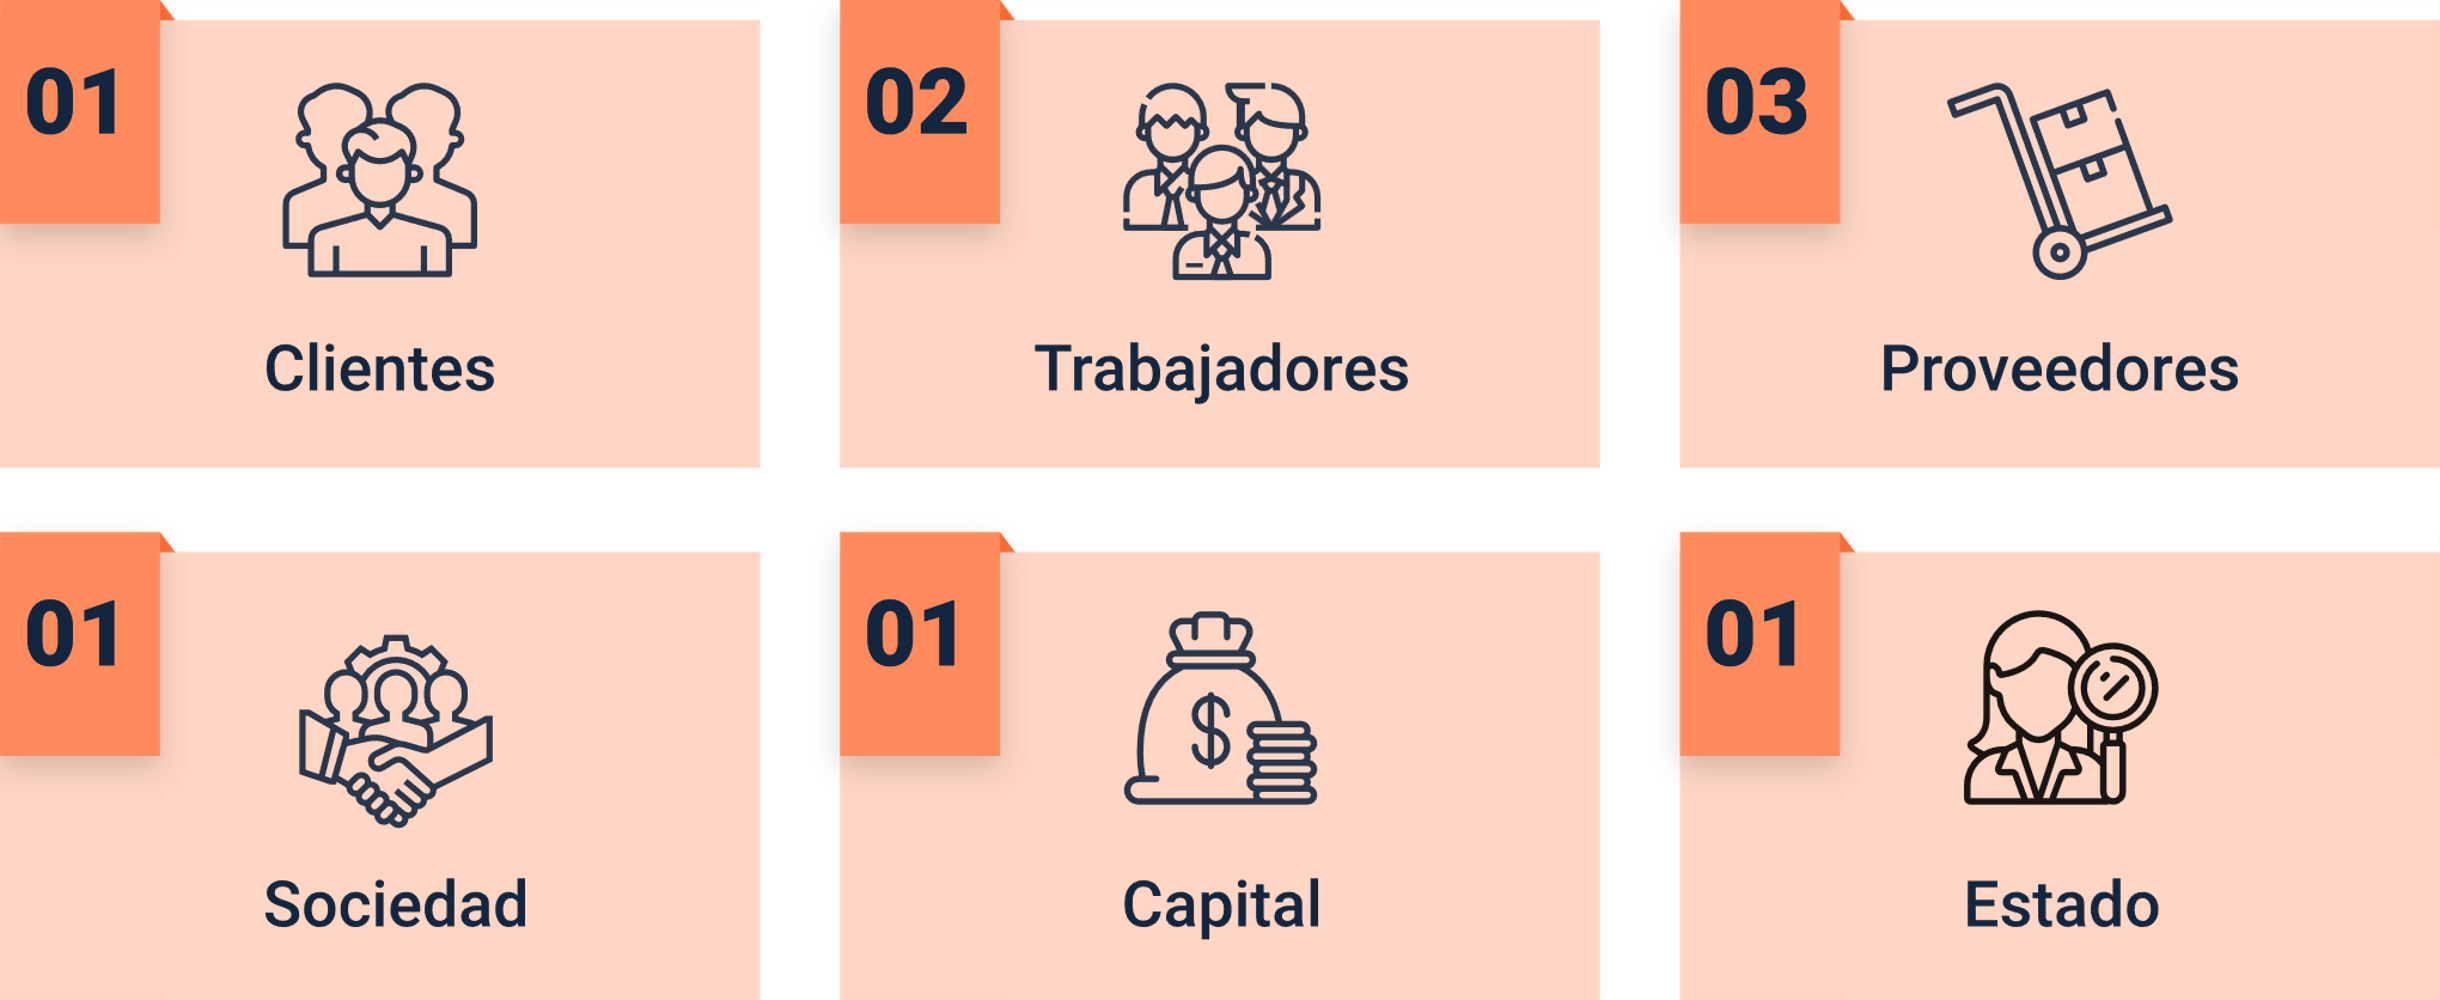 01
Clientes
02
Trabajadores
03
Proveedores
01
Sociedad
01
$
Capital
01
Estado